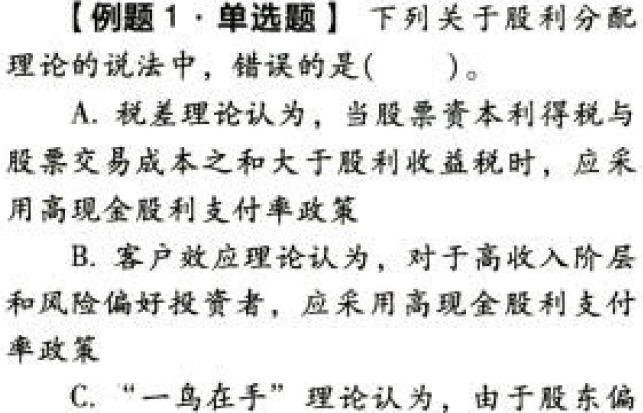 【例题1·单选题】 下列关于股利分配
理论的说法中，错误的是(  )。
A. 税差理论认为，当股票资本利得税与
股票交易成本之和大于股利收益税时，应采
用高现金股利支付率政策
B. 客户效应理论认为，对于高收入阶层
和风险偏好投资者，应采用高现金股利支付
率政策
C. “一鸟在手”理论认为，由于股东偏